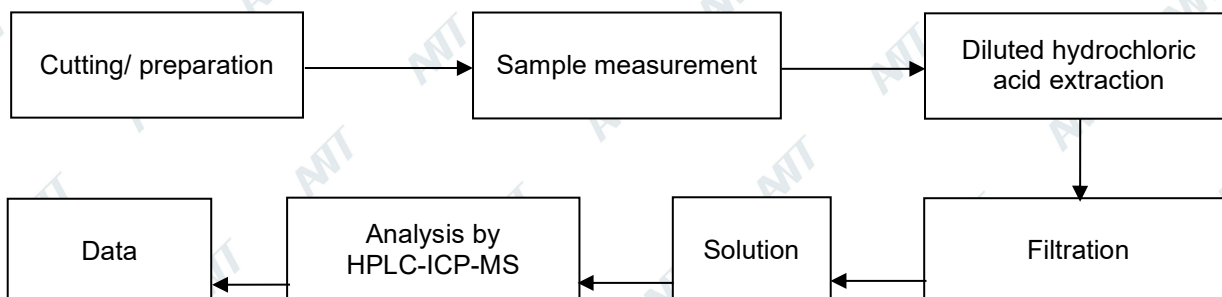 Cutting/ preparation
Sample measurement
Diluted hydrochloric
acid extraction
Filtration
Solution
Analysis by
HPLC-ICP-MS
Data